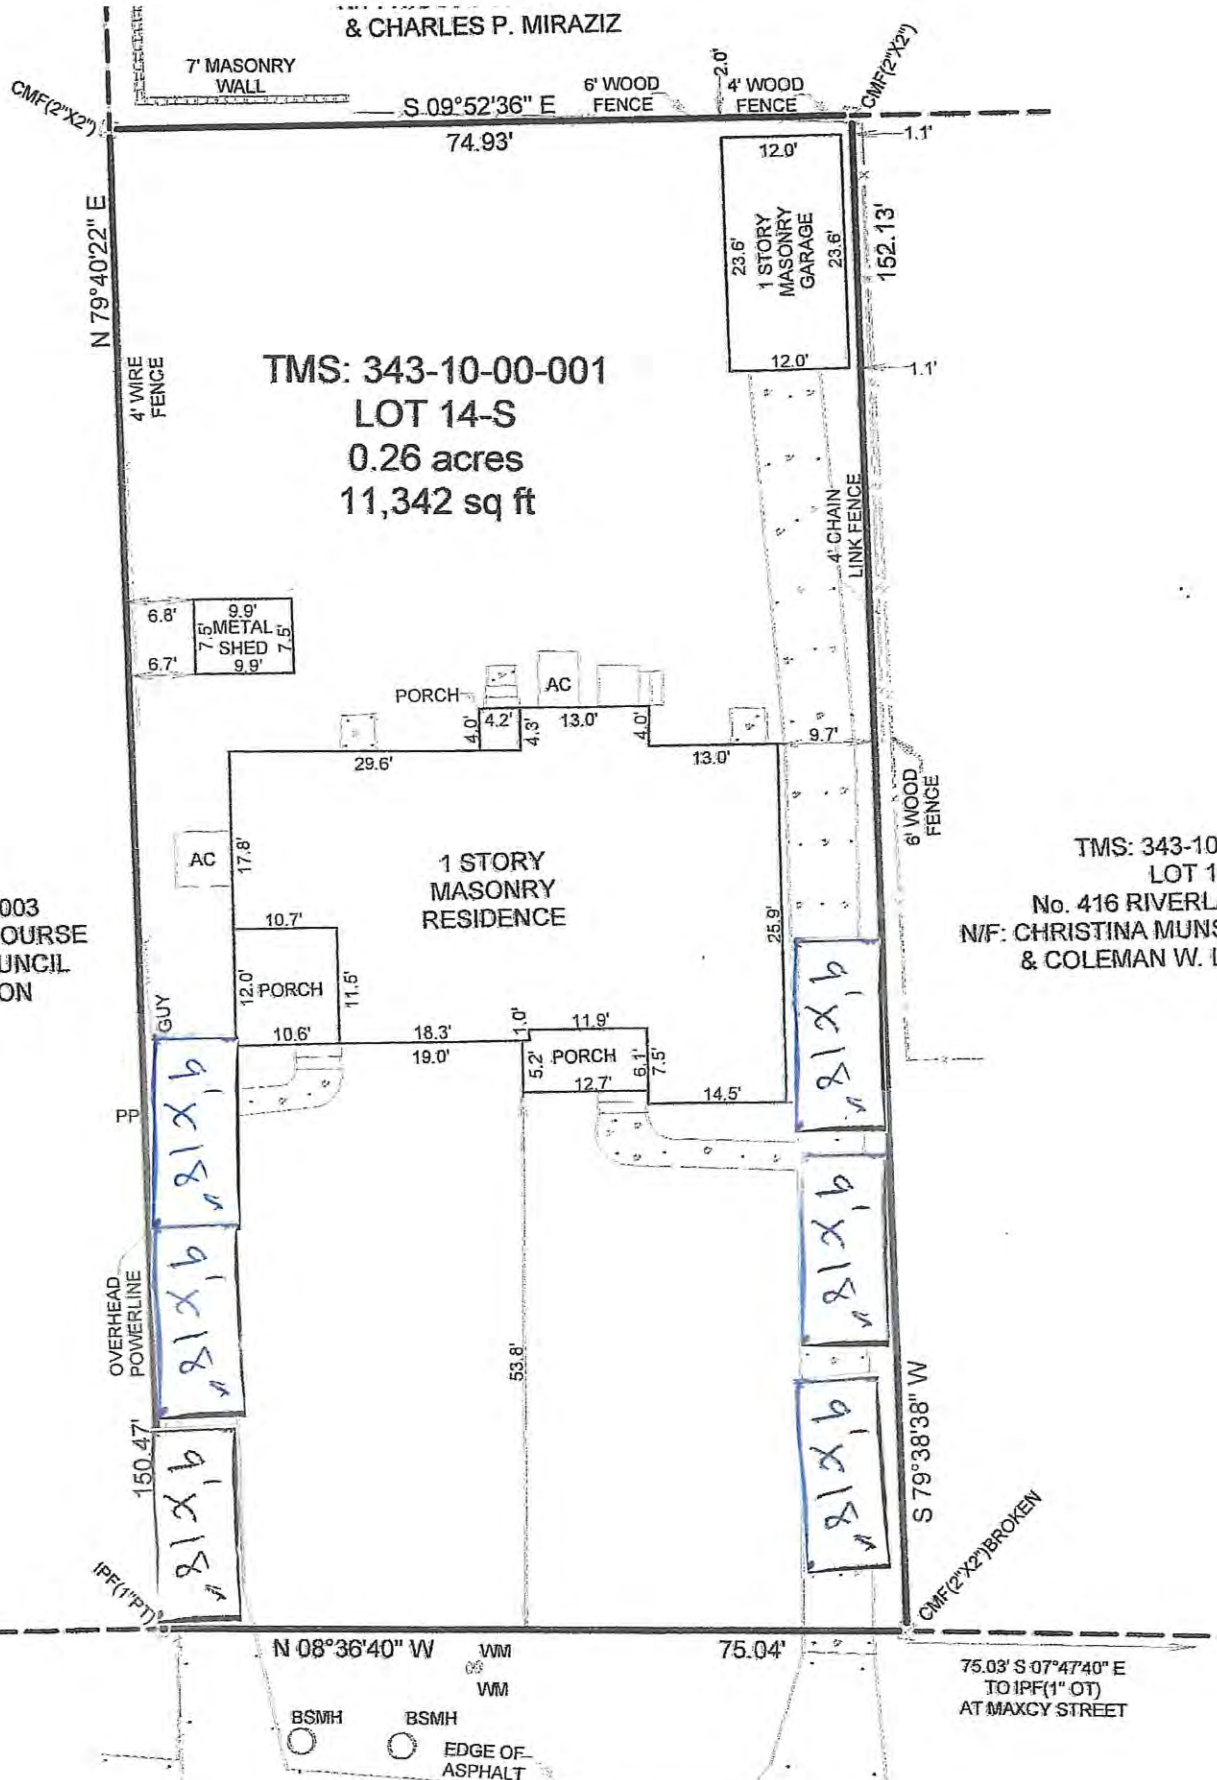 & CHARLES P. MIRAZIZ
7' MASONRY
WALL
CMF(2"X2")
S 09°52'36" E
74.93'
6' WOOD
FENCE
2.0'
4' WOOD
FENCE
CMF(2"X2")
1.1'
12.0'
23.6'
1 STORY
MASONRY
GARAGE
23.6'
12.0'
152.13'
1.1'
N 79°40'22" E
4' WIRE
FENCE
TMS: 343-10-00-001
LOT 14-S
0.26 acres
11,342 sq ft
4' CHAIN
LINK FENCE
6.8'
9.9'
7.5'
METAL
SHED
7.5'
6.7'
9.9'
PORCH
AC
4.0'
4.2'
4.3'
13.0'
4.0'
29.6'
13.0'
9.7'
6' WOOD
FENCE
AC
17.8'
1 STORY
MASONRY
RESIDENCE
25.9'
TMS: 343-10
LOT 1
No. 416 RIVERL
N/F: CHRISTINA MUNS
& COLEMAN W.
003
OURSE
UNCIL
ON
10.7'
12.0'
PORCH
11.5'
GUY
10.6'
18.3'
19.0'
1.0'
11.9'
5.2'
PORCH
6.1'
7.5'
12.7'
14.5'
PP
9'X18"
9'X18"
9'X18"
9'X18"
9'X18"
9'X18"
OVERHEAD
POWERLINE
53.8'
150.47'
S 79°38'38" W
IPF(1"PT)
CMF(2"X2")BROKEN
N 08°36'40" W
WM
WM
75.04'
75.03' S 07°47'40" E
TO IPF(1" OT)
AT MAXCY STREET
BSMH
BSMH
EDGE OF
ASPHALT